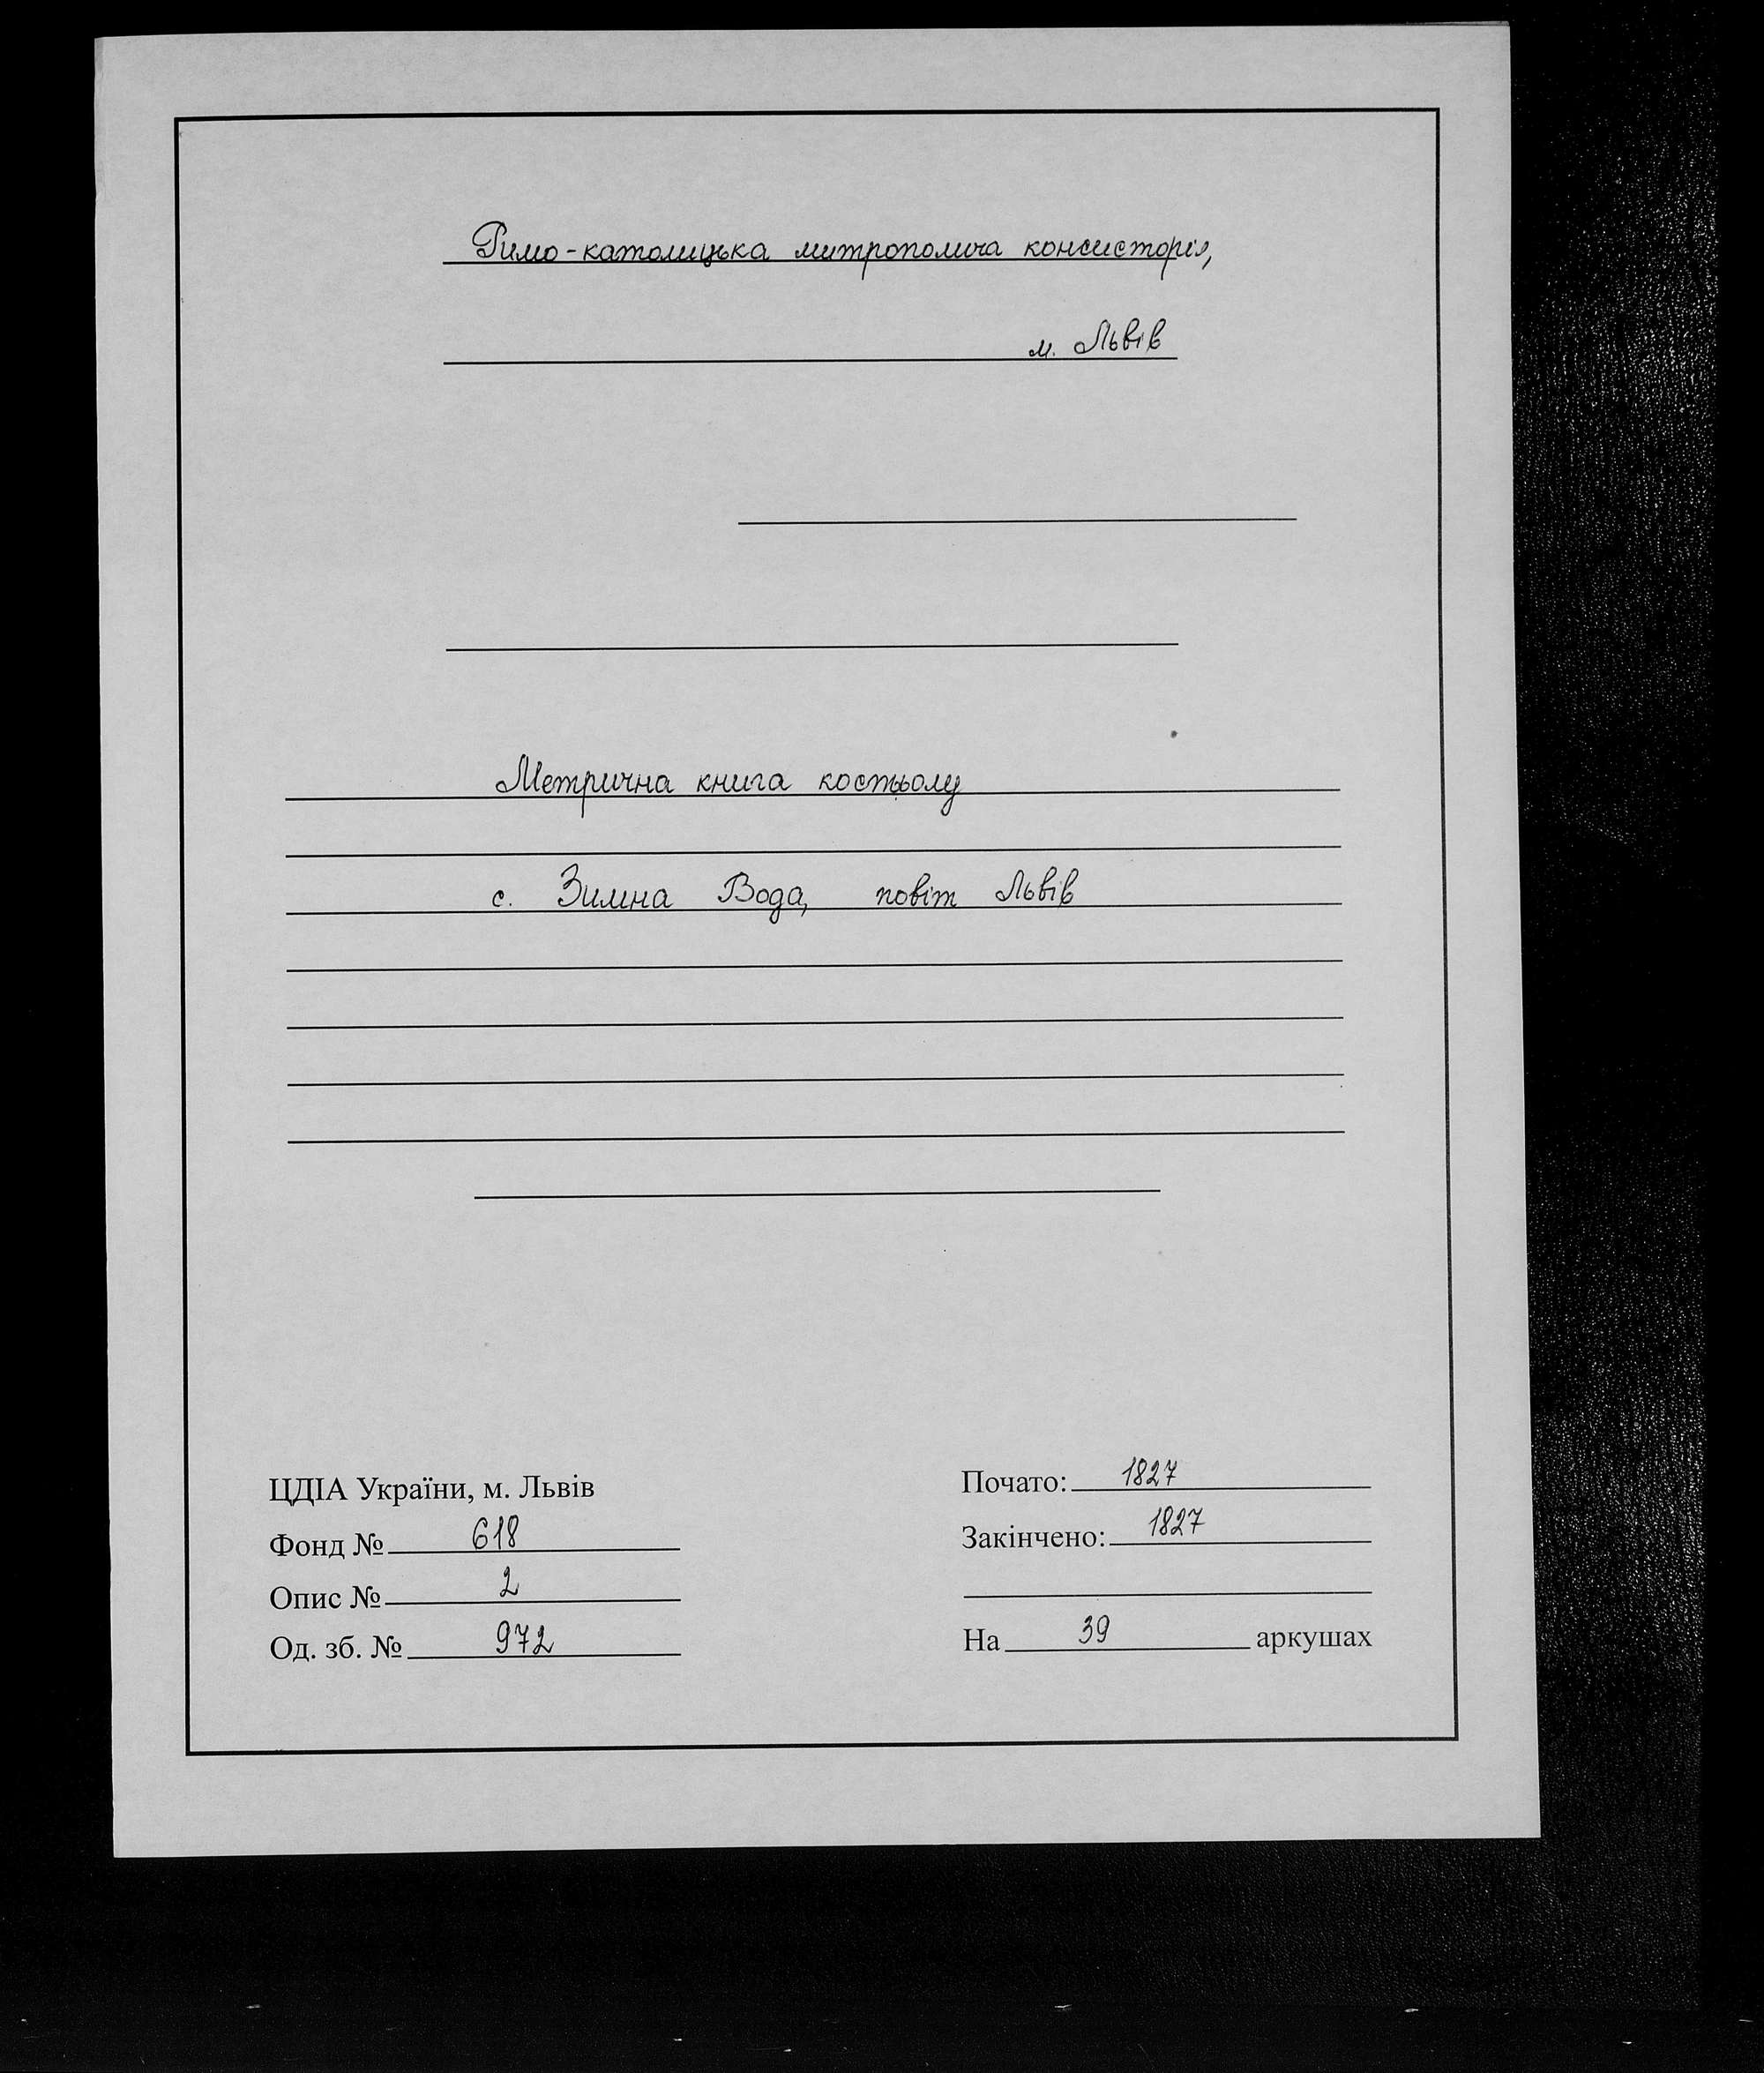 Римо-католицька митрополича консисторія,
м. Львів
Метрична книга костьолу
с. Зимна Вода, повіт Львів
ЦДІА України, м. Львів
Фонд № 618
Опис № 2
Од. зб. № 972
Почато: 1827
Закінчено: 1827
На 39 аркушах